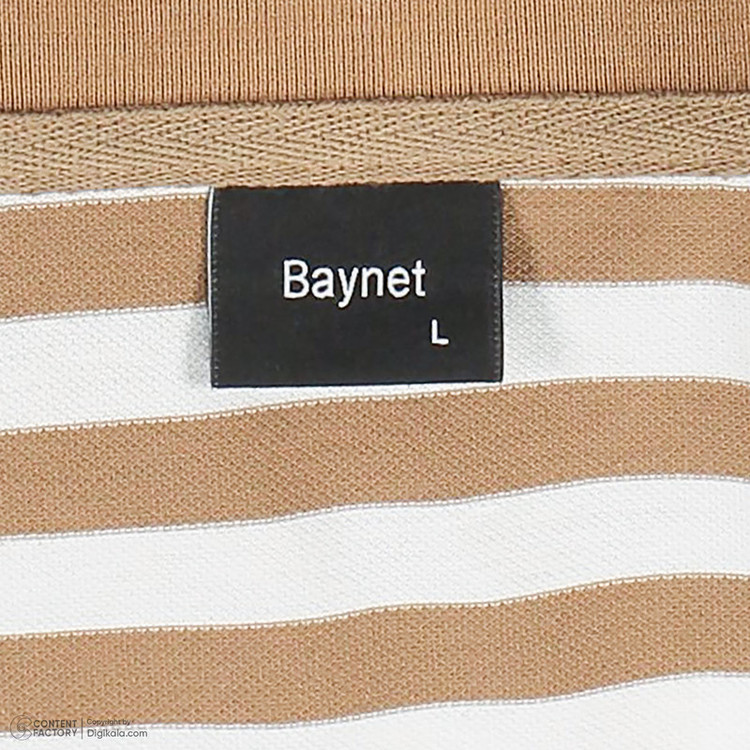 Baynet
L
CONTENT FACTORY
Copyright by
Digikala.com